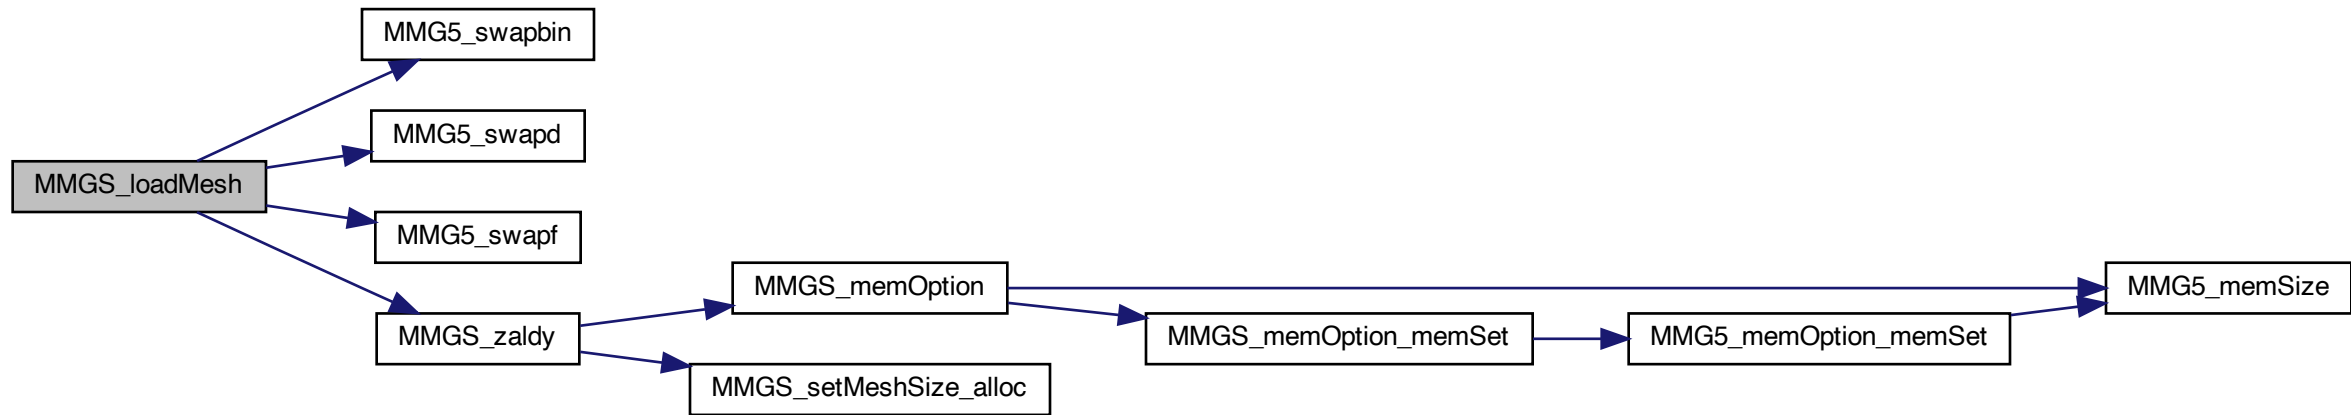 MMG5_swapbin
MMG5_swapd
MMGS_loadMesh
MMG5_swapf
MMGS_memOption
MMG5_memSize
MMGS_zaldy
MMGS_memOption_memSet
MMG5_memOption_memSet
MMGS_setMeshSize_alloc